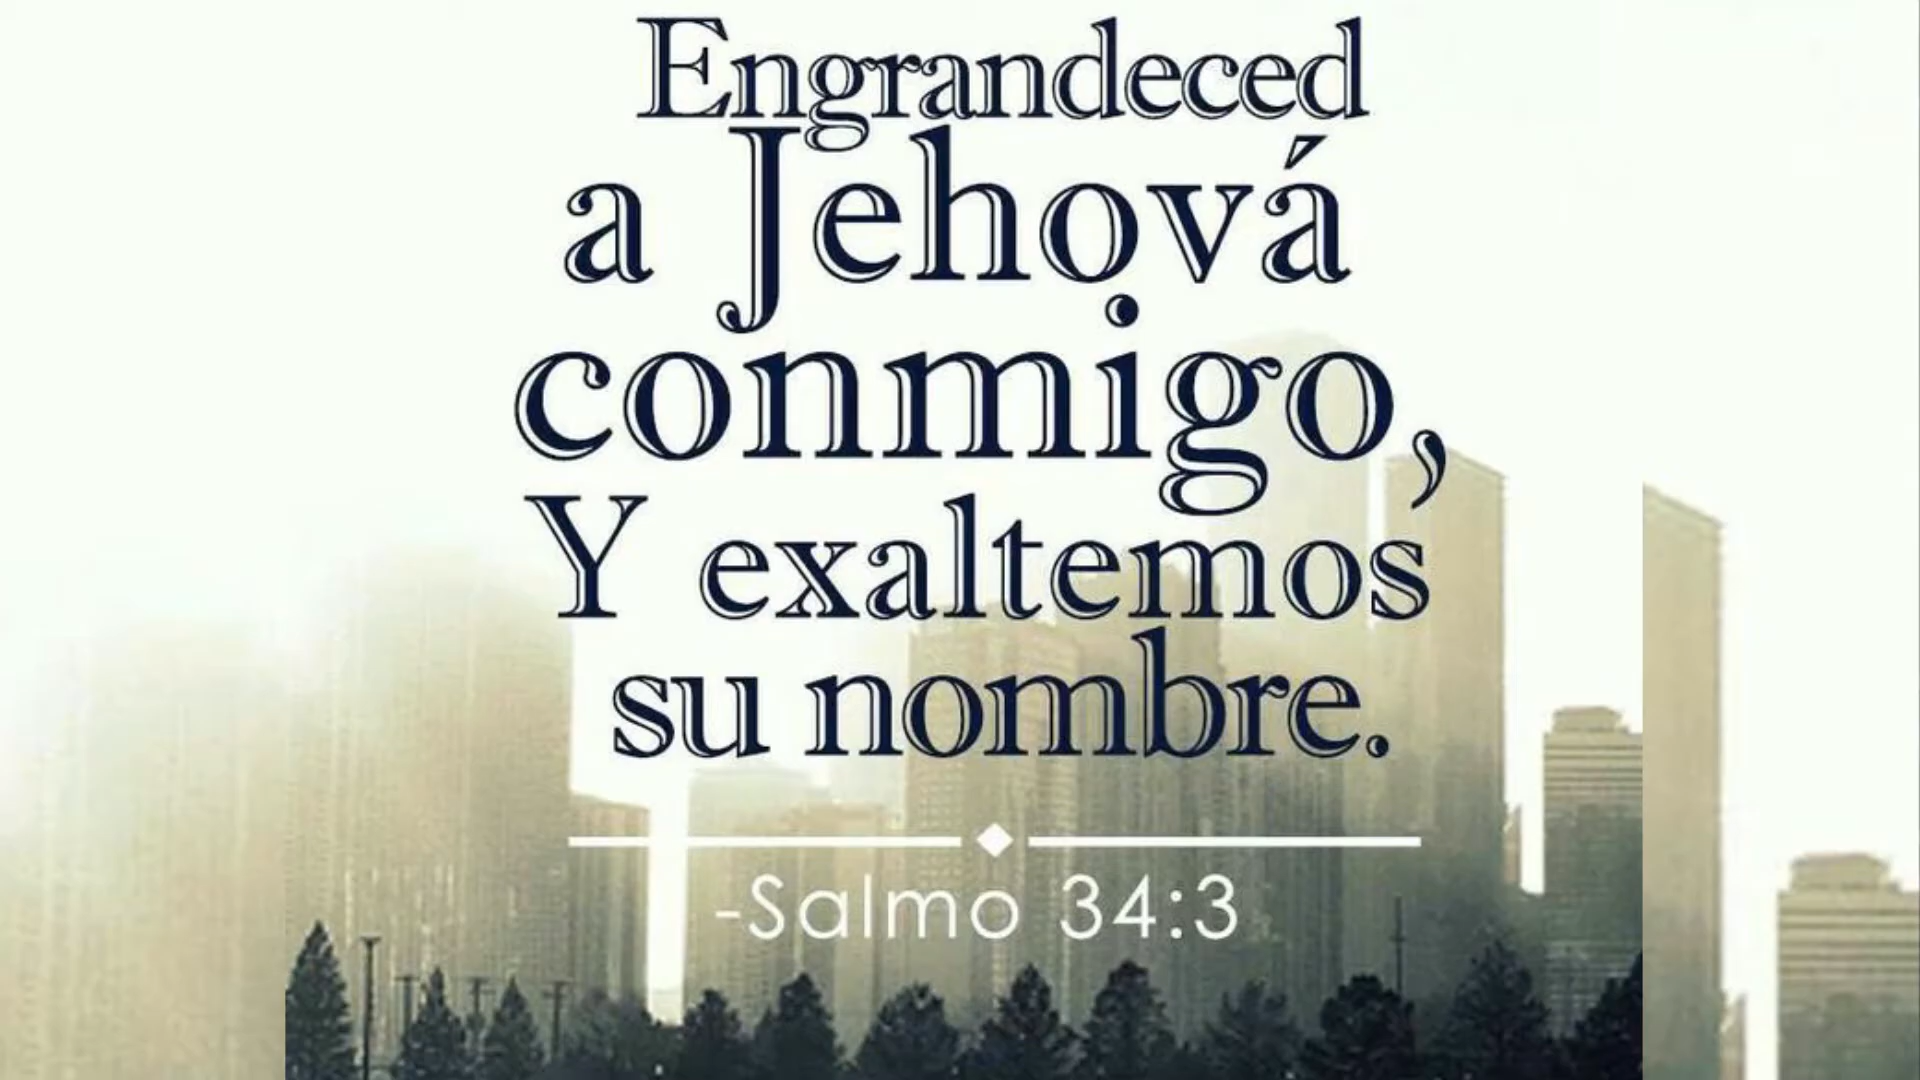 Engrandeced
a Jehová
conmigo,
Y exaltemos
su nombre.
-Salmo 34:3